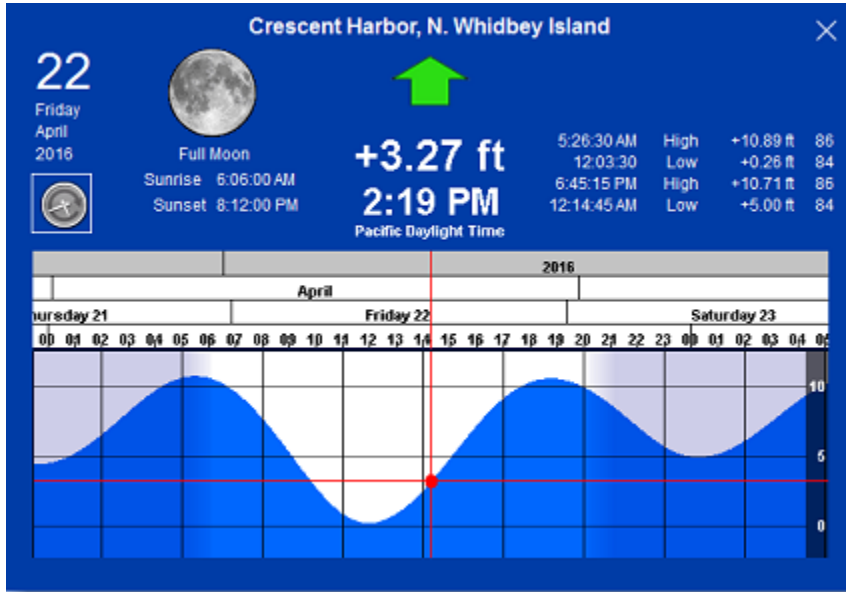 Crescent Harbor, N. Whidbey Island
22
Friday
April
2016
Full Moon
Sunrise 6:06:00 AM
Sunset 8:12:00 PM
+3.27 ft
2:19 PM
Pacific Daylight Time
5:26:30 AM High +10.89 ft 86
12:03:30 Low +0.26 ft 84
6:45:15 PM High +10.71 ft 86
12:14:45 AM Low +5.00 ft 84
2016
April
ursday 21 Friday 22 Saturday 23
00 01 02 03 04 05 06 07 08 09 10 11 12 13 14 15 16 17 18 19 20 21 22 23 00 01 02 03 04 05
10
5
0